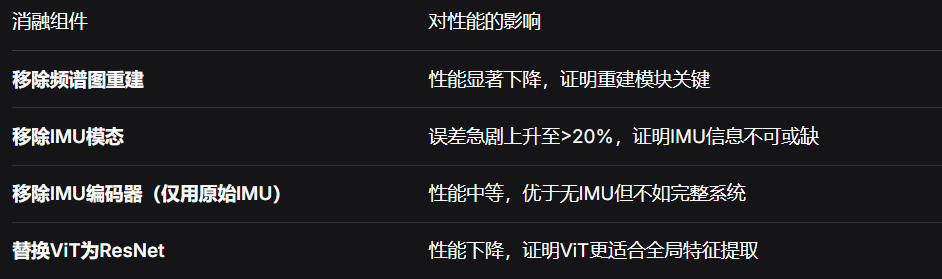 消融组件 对性能的影响
移除频谱图重建 性能显著下降，证明重建模块关键
移除IMU模态 误差急剧上升至>20%，证明IMU信息不可或缺
移除IMU编码器（仅用原始IMU） 性能中等，优于无IMU但不如完整系统
替换ViT为ResNet 性能下降，证明ViT更适合全局特征提取